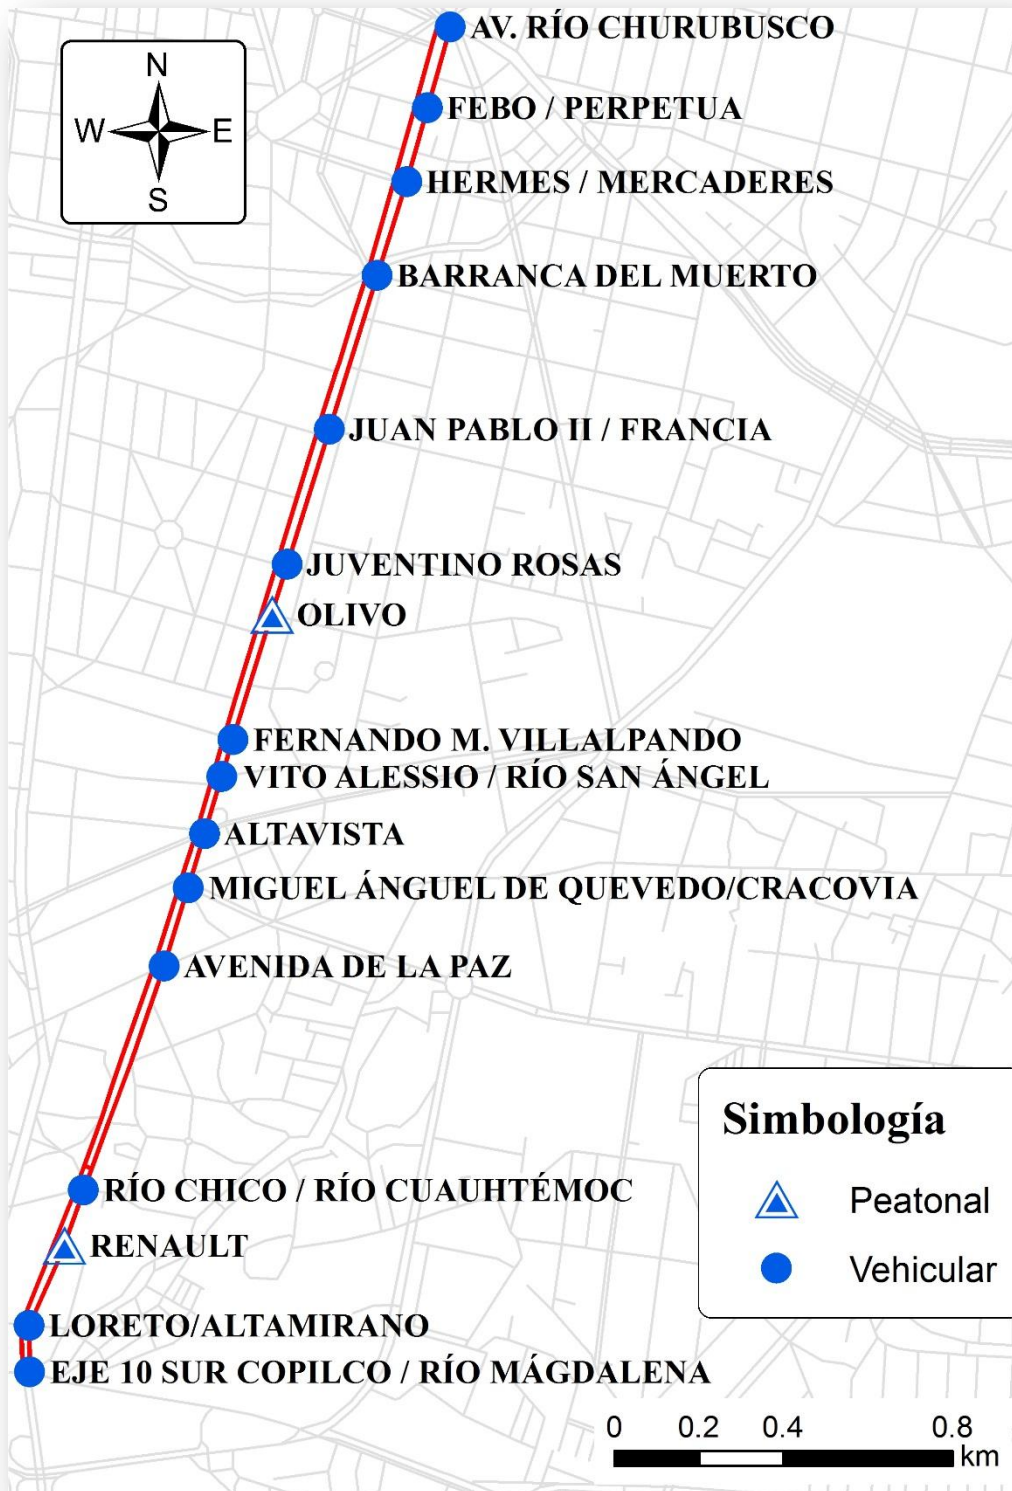 AV. RÍO CHURUBUSCO
N
FEBO / PERPETUA
W E
HERMES / MERCADERES
S
BARRANCA DEL MUERTO
JUAN PABLO II / FRANCIA
JUVENTINO ROSAS
OLIVO
FERNANDO M. VILLALPANDO
VITO ALESSIO / RÍO SAN ÁNGEL
ALTAVISTA
MIGUEL ÁNGUEL DE QUEVEDO/CRACOVIA
AVENIDA DE LA PAZ
RÍO CHICO / RÍO CUAUHTÉMOC
RENAULT
LORETO/ALTAMIRANO
EJE 10 SUR COPILCO / RÍO MÁGDALENA
Simbología
Peatonal
Vehicular
0 0.2 0.4 0.8
km